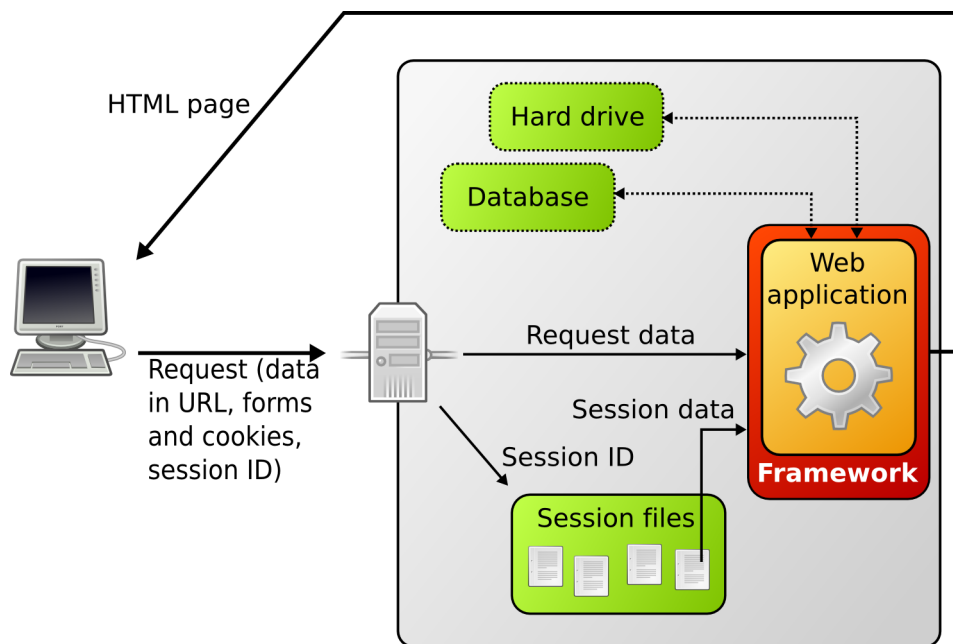 HTML page
Hard drive
Database
Web
application
Request data
Request (data
in URL, forms
and cookies,
session ID)
Session data
Session ID
Framework
Session files